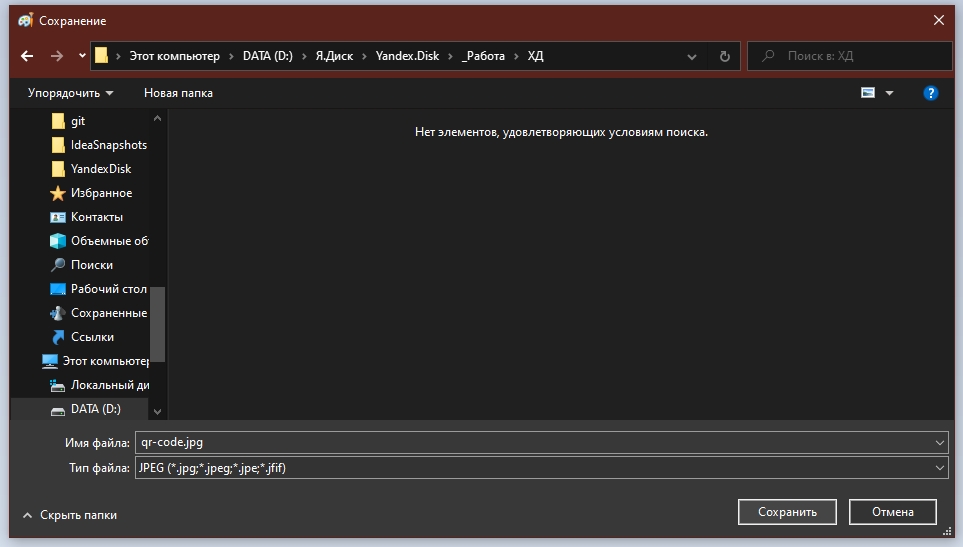 Сохранение
Этот компьютер > DATA (D:) > Я.Диск > Yandex.Disk > _Работа > ХД
Поиск в: ХД
Упорядочить
Новая папка
?
git
IdeaSnapshots
YandexDisk
Избранное
Контакты
Объемные об
Поиски
Рабочий стол
Сохраненные
Ссылки
Этот компьютер
Локальный ди
DATA (D:)
Нет элементов, удовлетворяющих условиям поиска.
Имя файла: qr-code.jpg
Тип файла: JPEG (*.jpg;*.jpeg;*.jpe;*.jfif)
Скрыть папки
Сохранить
Отмена